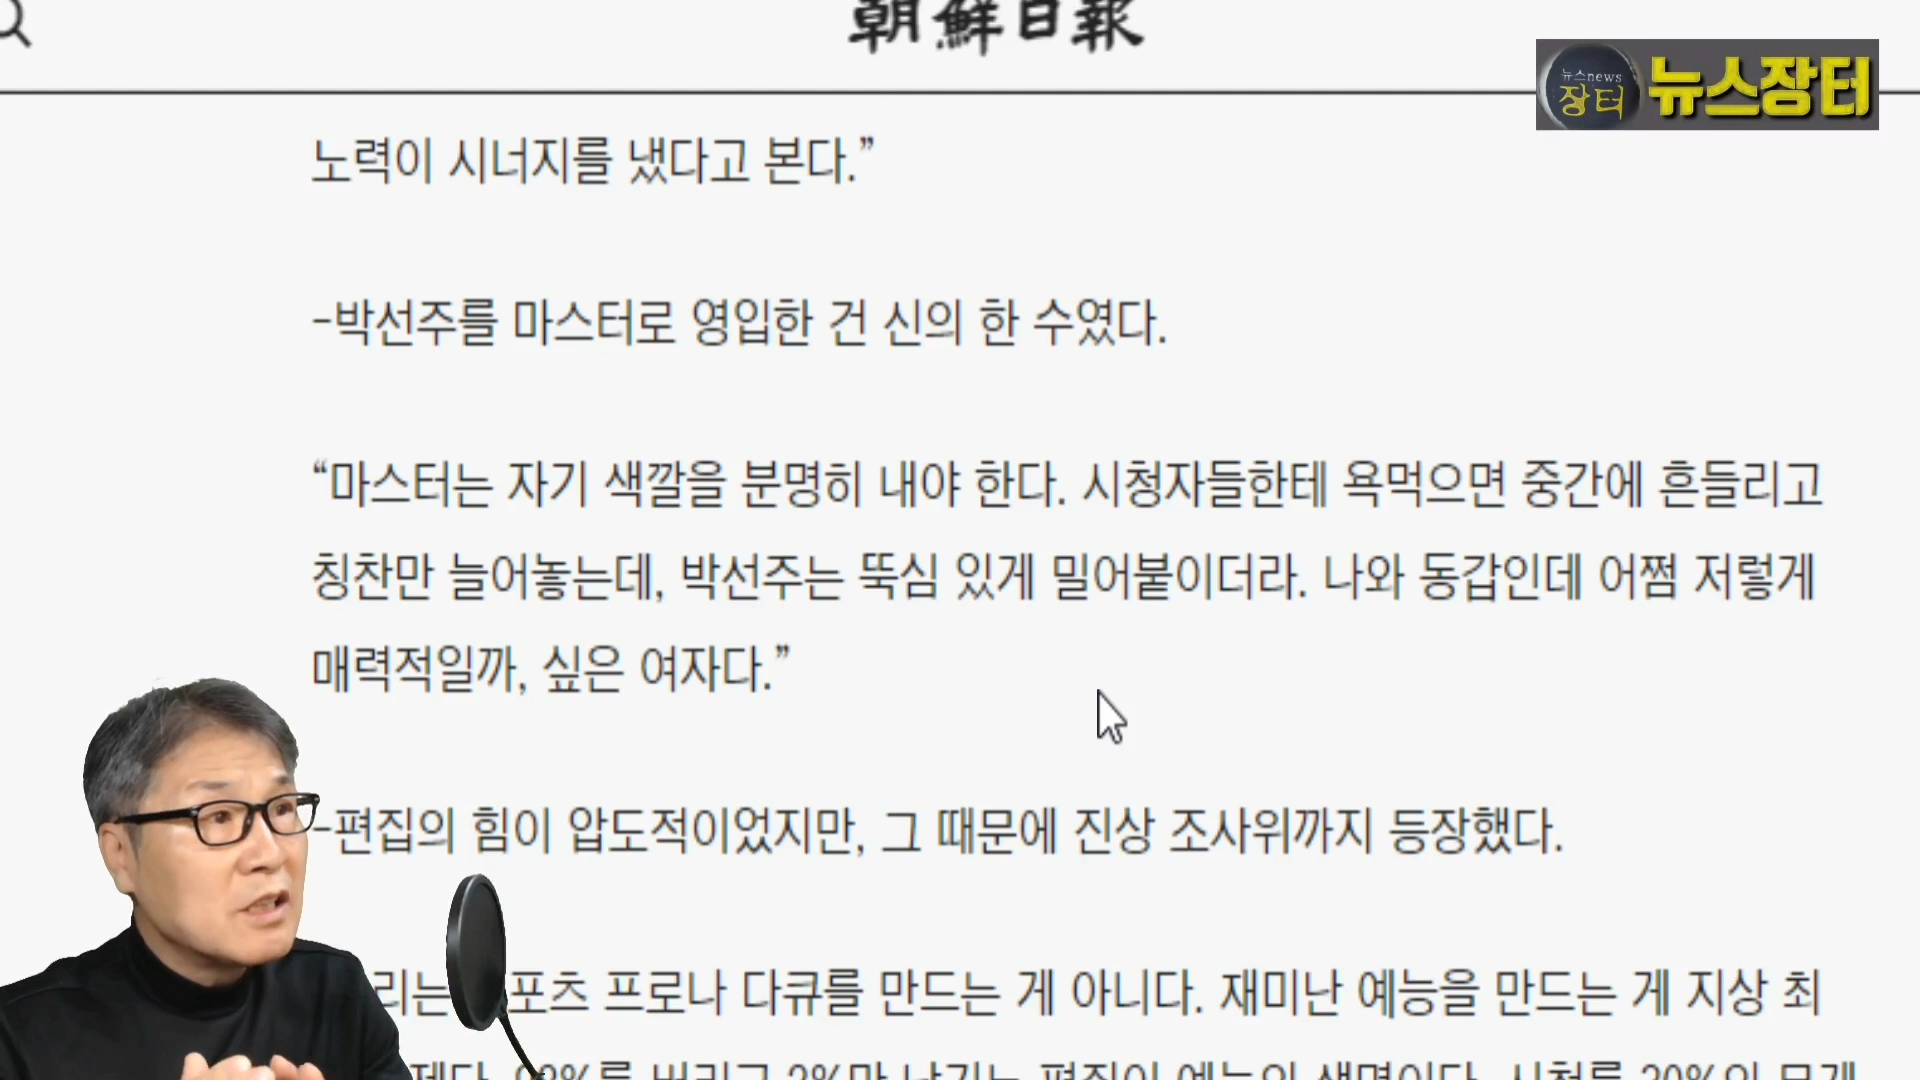 朝鮮日報
뉴스news
장터
뉴스장터
노력이 시너지를 냈다고 본다.”
-박선주를 마스터로 영입한 건 신의 한 수였다.
“마스터는 자기 색깔을 분명히 내야 한다. 시청자들한테 욕먹으면 중간에 흔들리고
칭찬만 늘어놓는데, 박선주는 뚝심 있게 밀어붙이더라. 나와 동갑인데 어쩜 저렇게
매력적일까, 싶은 여자다.”
-편집의 힘이 압도적이었지만, 그 때문에 진상 조사위까지 등장했다.
리는 포츠 프로나 다큐를 만드는 게 아니다. 재미난 예능을 만드는 게 지상 최